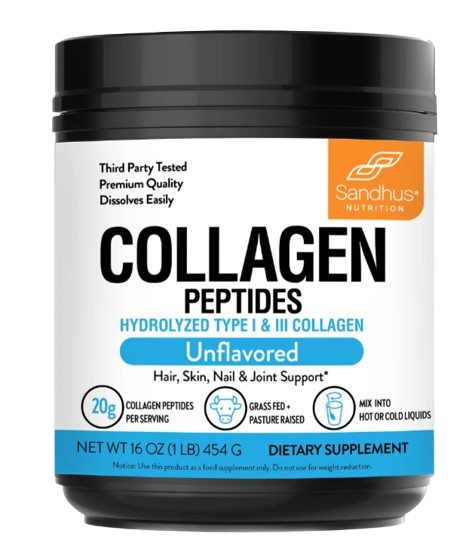 Third Party Tested
Premium Quality
Dissolves Easily
Sandhus®
NUTRITION
COLLAGEN
PEPTIDES
HYDROLYZED TYPE I & III COLLAGEN
Unflavored
Hair, Skin, Nail & Joint Support*
20g
COLLAGEN PEPTIDES
PER SERVING
GRASS FED +
PASTURE RAISED
MIX INTO
HOT OR COLD LIQUIDS
NET WT 16 OZ (1 LB) 454 G
DIETARY SUPPLEMENT
Notice: Use this product as a food supplement only. Do not use for weight reduction.